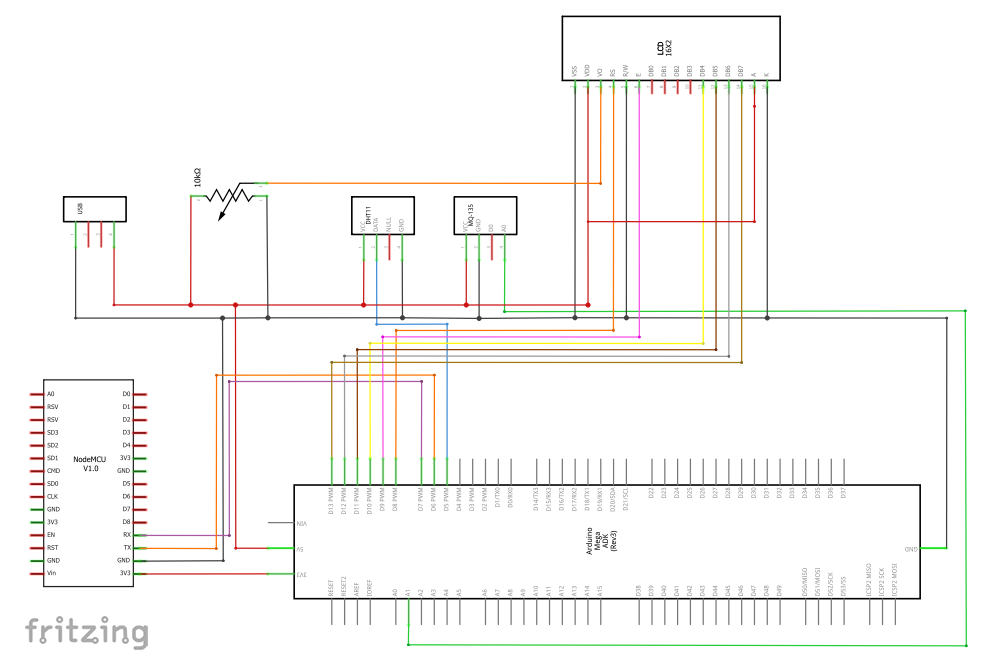 LCD
16X2
VSS
VDD
VO
RS
R/W
E
DB0
DB1
DB2
DB3
DB4
DB5
DB6
DB7
A
K
10kΩ
USB
DHT11
VCC
DATA
NULL
GND
MQ-135
VCC
GND
D0
A0
NodeMCU
V1.0
A0
RSV
RSV
SD3
SD2
SD1
CMD
SD0
CLK
GND
3V3
EN
RST
GND
Vin
D0
D1
D2
D3
D4
3V3
GND
D5
D6
D7
D8
RX
TX
GND
3V3
D13 PWM
D12 PWM
D11 PWM
D10 PWM
D9 PWM
D8 PWM
D7 PWM
D6 PWM
D5 PWM
D4 PWM
D3 PWM
D2 PWM
D1/TX0
D0/RX0
D14/TX3
D15/RX3
D16/TX2
D17/RX2
D18/TX1
D19/RX1
D20/SDA
D21/SCL
D22
D23
D24
D25
D26
D27
D28
D29
D30
D31
D32
D33
D34
D35
D36
D37
VIN
5V
3V3
Arduino
Mega
ADK
(Rev3)
GND
RESET
RESET2
AREF
IOREF
A0
A1
A2
A3
A4
A5
A6
A7
A8
A9
A10
A11
A12
A13
A14
A15
D38
D39
D40
D41
D42
D43
D44
D45
D46
D47
D48
D49
D50/MISO
D51/MOSI
D52/SCK
D53/SS
ICSP2 MISO
ICSP2 SCK
ICSP2 MOSI
fritzing